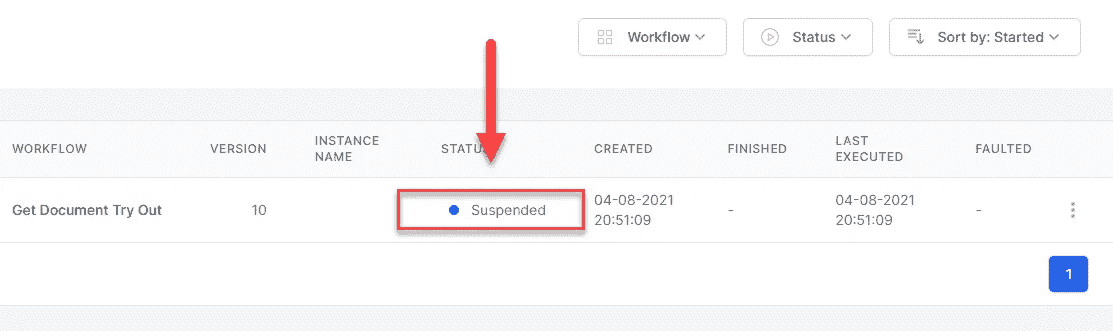 Workflow Status Sort by: Started
WORKFLOW VERSION INSTANCE NAME STATUS CREATED FINISHED LAST EXECUTED FAULTED
Get Document Try Out 10 Suspended 04-08-2021 20:51:09 - 04-08-2021 20:51:09 -
1